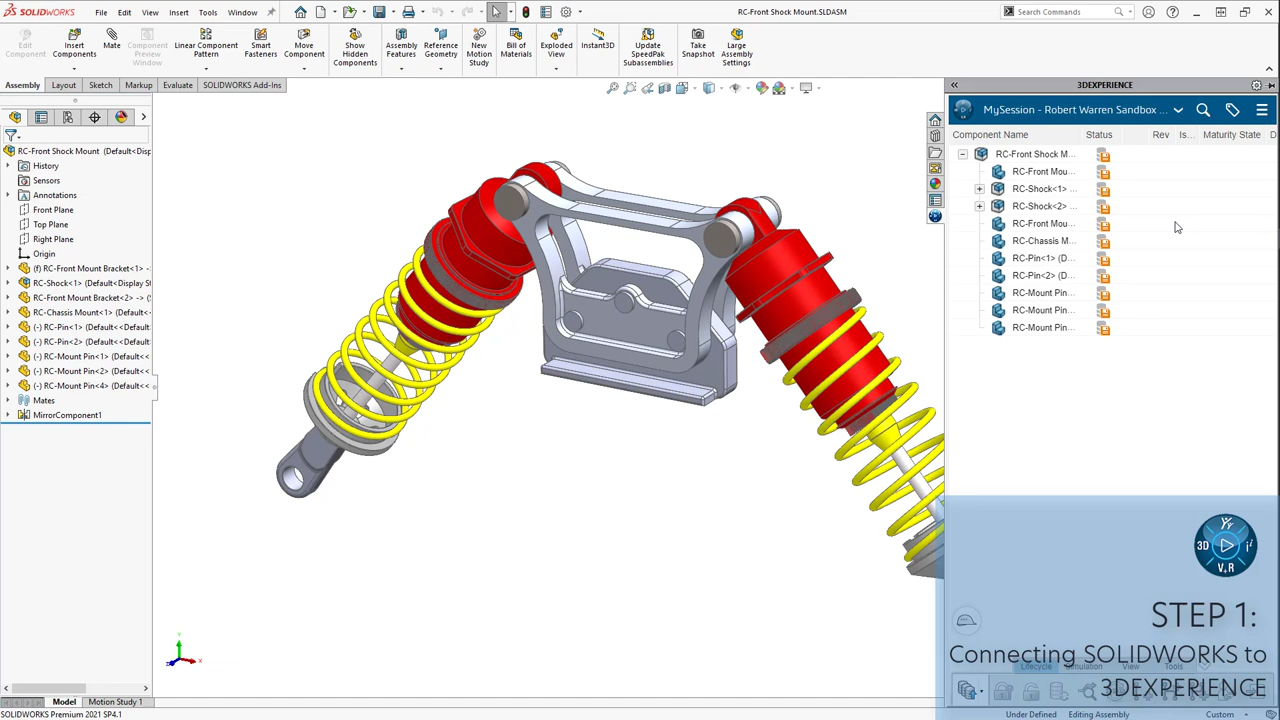 SOLIDWORKS
File
Edit
View
Insert
Tools
Window
RC-Front Shock Mount.SLDASM
Search Commands
Edit Component
Insert Components
Mate
Component Preview Window
Linear Component Pattern
Smart Fasteners
Move Component
Show Hidden Components
Assembly Features
Reference Geometry
New Motion Study
Bill of Materials
Exploded View
Instant3D
Update SpeedPak Subassemblies
Take Snapshot
Large Assembly Settings
Assembly
Layout
Sketch
Markup
Evaluate
SOLIDWORKS Add-Ins
RC-Front Shock Mount (Default<Disp
History
Sensors
Annotations
Front Plane
Top Plane
Right Plane
Origin
(f) RC-Front Mount Bracket<1> ->
RC-Shock<1> (Default<Display St
RC-Front Mount Bracket<2> -> (S
RC-Chassis Mount<1> (Default<<
(-) RC-Pin<1> (Default<<Default
(-) RC-Pin<2> (Default<<Default
(-) RC-Mount Pin<1> (Default<<
(-) RC-Mount Pin<2> (Default<<
(-) RC-Mount Pin<4> (Default<<
Mates
MirrorComponent1
3DEXPERIENCE
MySession - Robert Warren Sandbox ...
Component Name
Status
Rev
Is...
Maturity State
D
RC-Front Shock M...
RC-Front Mou...
RC-Shock<1> ...
RC-Shock<2> ...
RC-Front Mou...
RC-Chassis M...
RC-Pin<1> (D...
RC-Pin<2> (D...
RC-Mount Pin...
RC-Mount Pin...
RC-Mount Pin...
3D
V.R
STEP 1:
Connecting SOLIDWORKS to
3DEXPERIENCE
Lifecycle
Simulation
View
Tools
Model
Motion Study 1
SOLIDWORKS Premium 2021 SP4.1
Under Defined
Editing Assembly
Custom